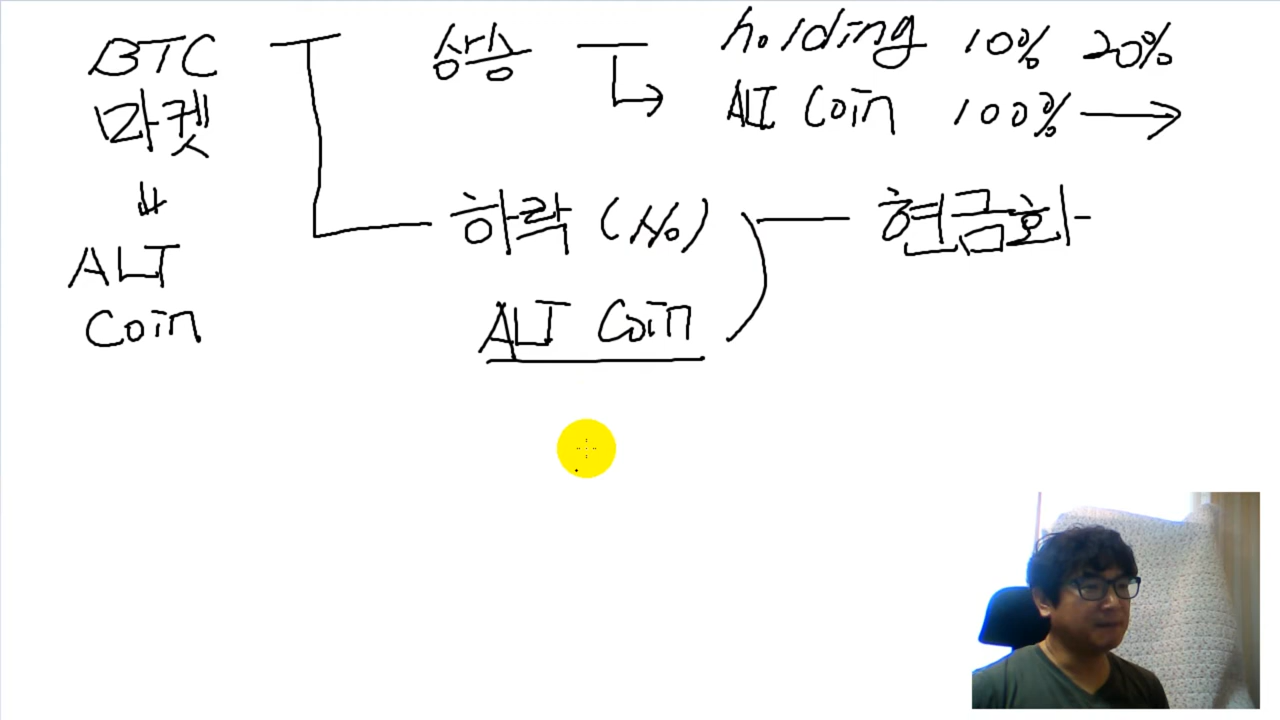 BTC 상승 holding 10% 20%
마켓 ALT Coin 100%
하락 (No) 현금화
ALT
Coin ALT Coin